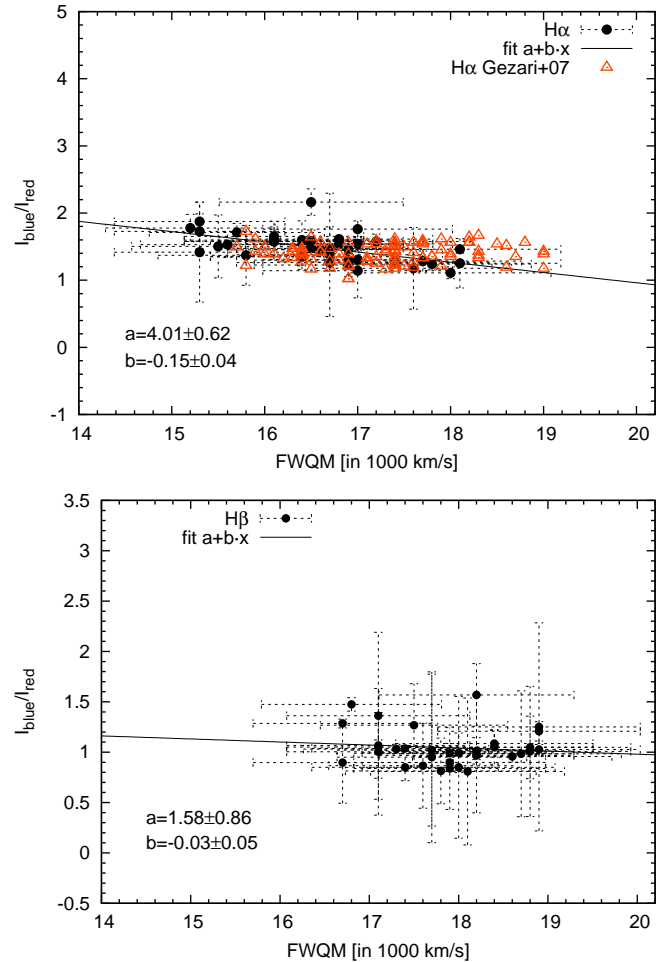 5
4
3
2
1
0
-1
I_blue/I_red
Hα
fit a+b·x
Hα Gezari+07
a=4.01±0.62
b=-0.15±0.04
14 15 16 17 18 19 20
FWQM [in 1000 km/s]
3.5
3
2.5
2
1.5
1
0.5
0
-0.5
I_blue/I_red
Hβ
fit a+b·x
a=1.58±0.86
b=-0.03±0.05
14 15 16 17 18 19 20
FWQM [in 1000 km/s]